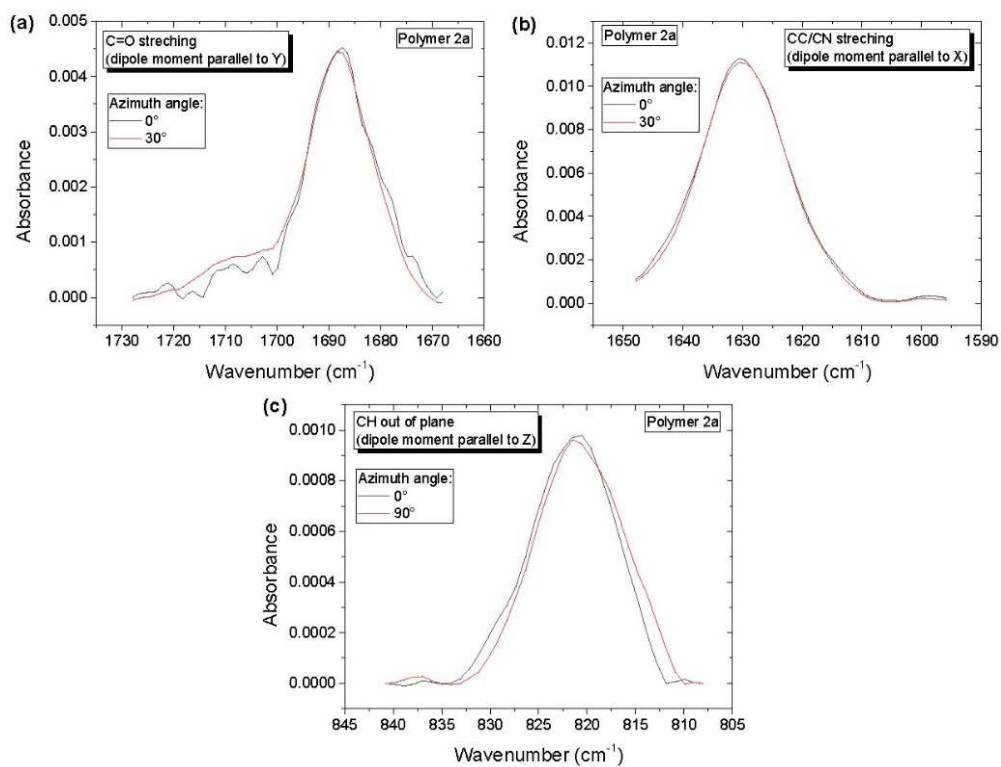 (a)
C=O streching
(dipole moment parallel to Y)
Polymer 2a
Azimuth angle:
0°
30°
Absorbance
0.005
0.004
0.003
0.002
0.001
0.000
1730 1720 1710 1700 1690 1680 1670 1660
Wavenumber (cm-1)
(b)
Polymer 2a
CC/CN streching
(dipole moment parallel to X)
Azimuth angle:
0°
30°
Absorbance
0.012
0.010
0.008
0.006
0.004
0.002
0.000
1650 1640 1630 1620 1610 1600 1590
Wavenumber (cm-1)
(c)
CH out of plane
(dipole moment parallel to Z)
Polymer 2a
Azimuth angle:
0°
90°
Absorbance
0.0010
0.0008
0.0006
0.0004
0.0002
0.0000
845 840 835 830 825 820 815 810 805
Wavenumber (cm-1)